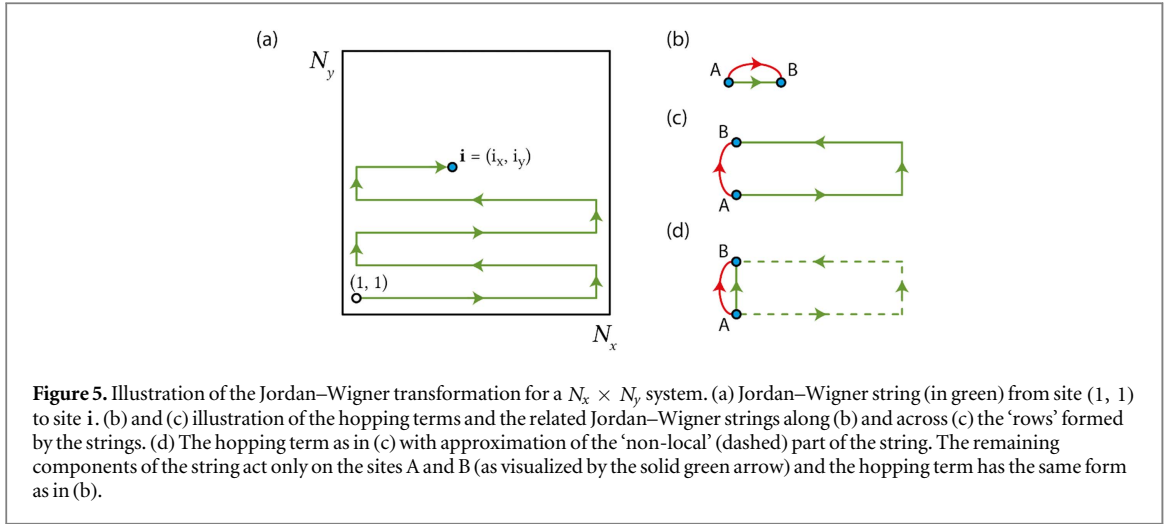 (a)
N_y
i = (i_x, i_y)
(1, 1)
N_x
(b)
A
B
(c)
B
A
(d)
B
A
Figure 5. Illustration of the Jordan–Wigner transformation for a N_x × N_y system. (a) Jordan–Wigner string (in green) from site (1, 1)
to site i. (b) and (c) illustration of the hopping terms and the related Jordan–Wigner strings along (b) and across (c) the ‘rows’ formed
by the strings. (d) The hopping term as in (c) with approximation of the ‘non-local’ (dashed) part of the string. The remaining
components of the string act only on the sites A and B (as visualized by the solid green arrow) and the hopping term has the same form
as in (b).